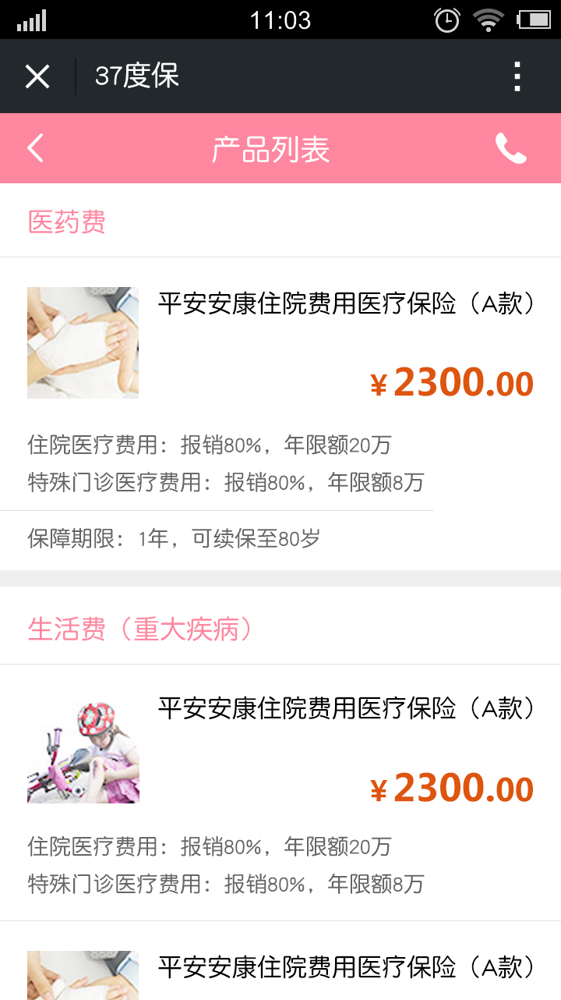 11:03
37度保
产品列表
医药费
平安安康住院费用医疗保险（A款）
¥2300.00
住院医疗费用：报销80%，年限额20万
特殊门诊医疗费用：报销80%，年限额8万
保障期限：1年，可续保至80岁
生活费（重大疾病）
平安安康住院费用医疗保险（A款）
¥2300.00
住院医疗费用：报销80%，年限额20万
特殊门诊医疗费用：报销80%，年限额8万
平安安康住院费用医疗保险（A款）